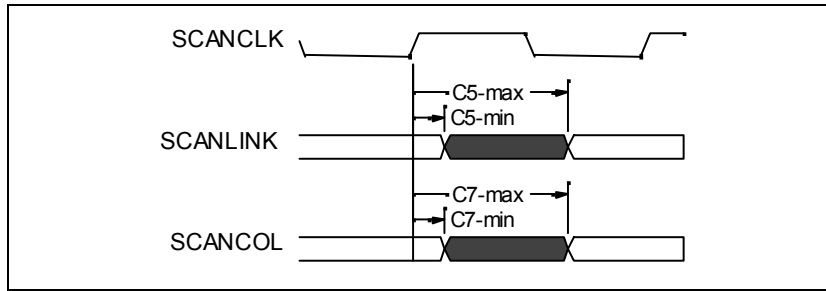 SCANCLK
C5-max
C5-min
SCANLINK
C7-max
C7-min
SCANCOL